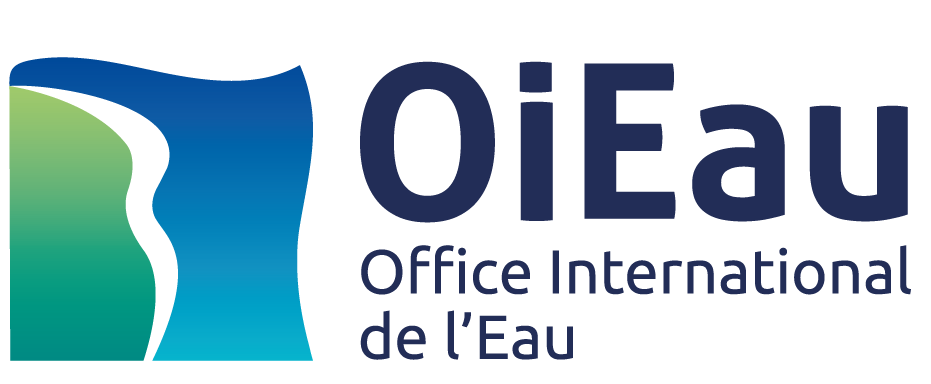 OiEau
Office International
de l’Eau